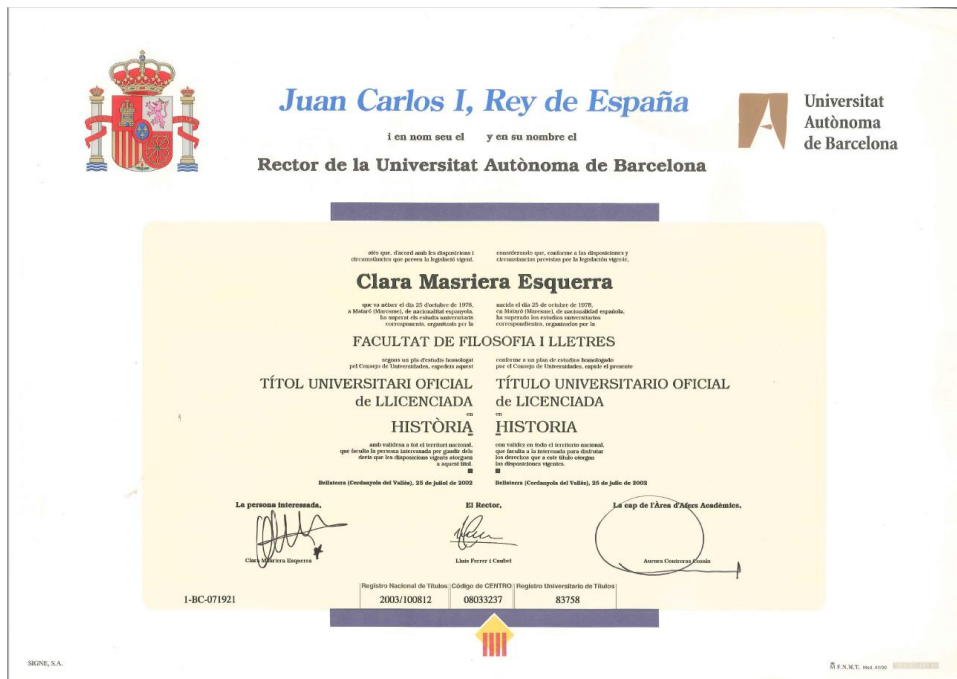 Juan Carlos I, Rey de España
Universitat
Autònoma
de Barcelona
i en nom seu el y en su nombre el
Rector de la Universitat Autònoma de Barcelona
atès que, d'acord amb les disposicions i
circumstàncies que preveu la legislació vigent,
considerando que, conforme a las disposiciones y
circunstancias previstas por la legislación vigente,
Clara Masriera Esquerra
que va néixer el dia 25 d'octubre de 1978,
a Mataró (Maresme), de nacionalitat espanyola,
ha superat els estudis universitaris
corresponents, organitzats per la
nacida el día 25 de octubre de 1978,
en Mataró (Maresme), de nacionalidad española,
ha superado los estudios universitarios
correspondientes, organizados por la
FACULTAT DE FILOSOFIA I LLETRES
segons un pla d'estudis homologat
pel Consejo de Universidades, expedeix aquest
conforme a un plan de estudios homologado
por el Consejo de Universidades, expide el presente
TÍTOL UNIVERSITARI OFICIAL
de LLICENCIADA
en
HISTÒRIA
TÍTULO UNIVERSITARIO OFICIAL
de LICENCIADA
en
HISTORIA
amb validesa a tot el territori nacional,
que faculta la persona interessada per gaudir dels
drets que les disposicions vigents atorguen
a aquest títol.
con validez en todo el territorio nacional,
que faculta a la interesada para disfrutar
los derechos que a este título otorgan
las disposiciones vigentes.
Bellaterra (Cerdanyola del Vallès), 25 de juliol de 2002
Bellaterra (Cerdanyola del Vallès), 25 de julio de 2002
La persona interessada,
El Rector,
La cap de l'Àrea d'Afers Acadèmics,
Clara Masriera Esquerra
Lluís Ferrer i Caubet
Aurora Contreras
Registro Nacional de Títulos Código de CENTRO Registro Universitario de Títulos
1-BC-071921
2003/100812 08033237 83758
SIGNE, S.A.
F.N.M.T.